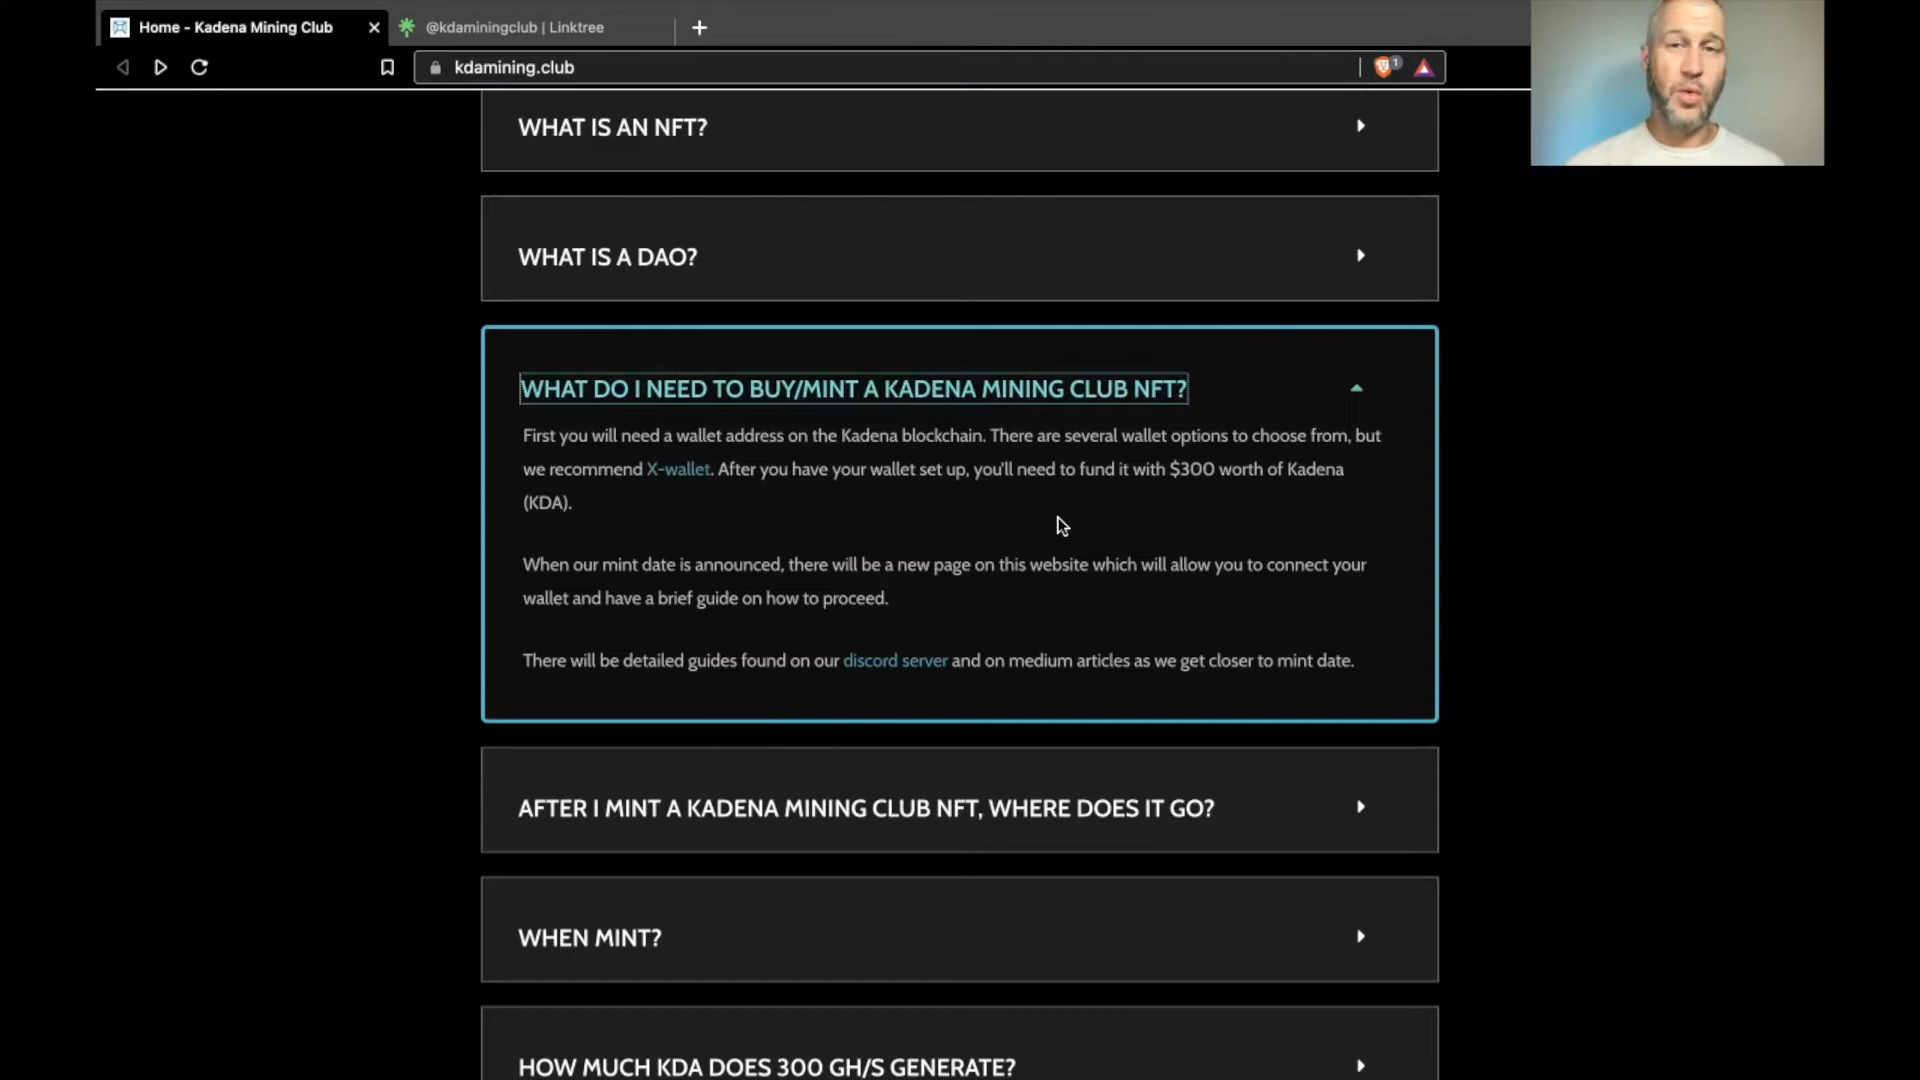 Home - Kadena Mining Club
@kdaminingclub | Linktree
kdamining.club
1
WHAT IS AN NFT?
WHAT IS A DAO?
WHAT DO I NEED TO BUY/MINT A KADENA MINING CLUB NFT?
First you will need a wallet address on the Kadena blockchain. There are several wallet options to choose from, but
we recommend X-wallet. After you have your wallet set up, you'll need to fund it with $300 worth of Kadena
(KDA).
When our mint date is announced, there will be a new page on this website which will allow you to connect your
wallet and have a brief guide on how to proceed.
There will be detailed guides found on our discord server and on medium articles as we get closer to mint date.
AFTER I MINT A KADENA MINING CLUB NFT, WHERE DOES IT GO?
WHEN MINT?
HOW MUCH KDA DOES 300 GH/S GENERATE?